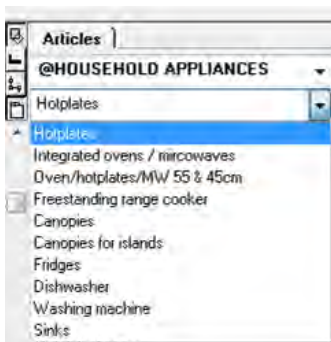 Articles
@HOUSEHOLD APPLIANCES
Hotplates
Hotplates
Integrated ovens / mircowaves
Oven/hotplates/MW 55 & 45cm
Freestanding range cooker
Canopies
Canopies for islands
Fridges
Dishwasher
Washing machine
Sinks